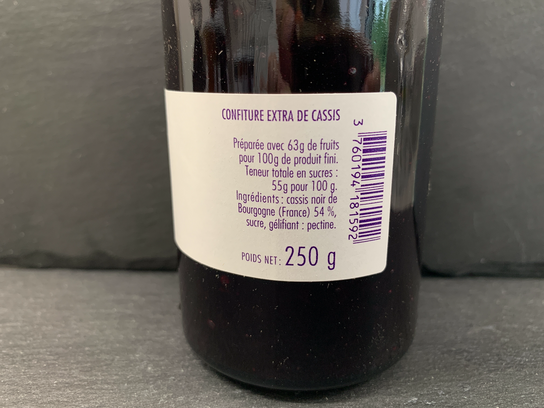 CONFITURE EXTRA DE CASSIS
Préparée avec 63g de fruits
pour 100g de produit fini.
Teneur totale en sucres :
55g pour 100 g.
Ingrédients : cassis noir de
Bourgogne (France) 54 %,
sucre, gélifiant : pectine.
POIDS NET : 250 g
3 760194 181592